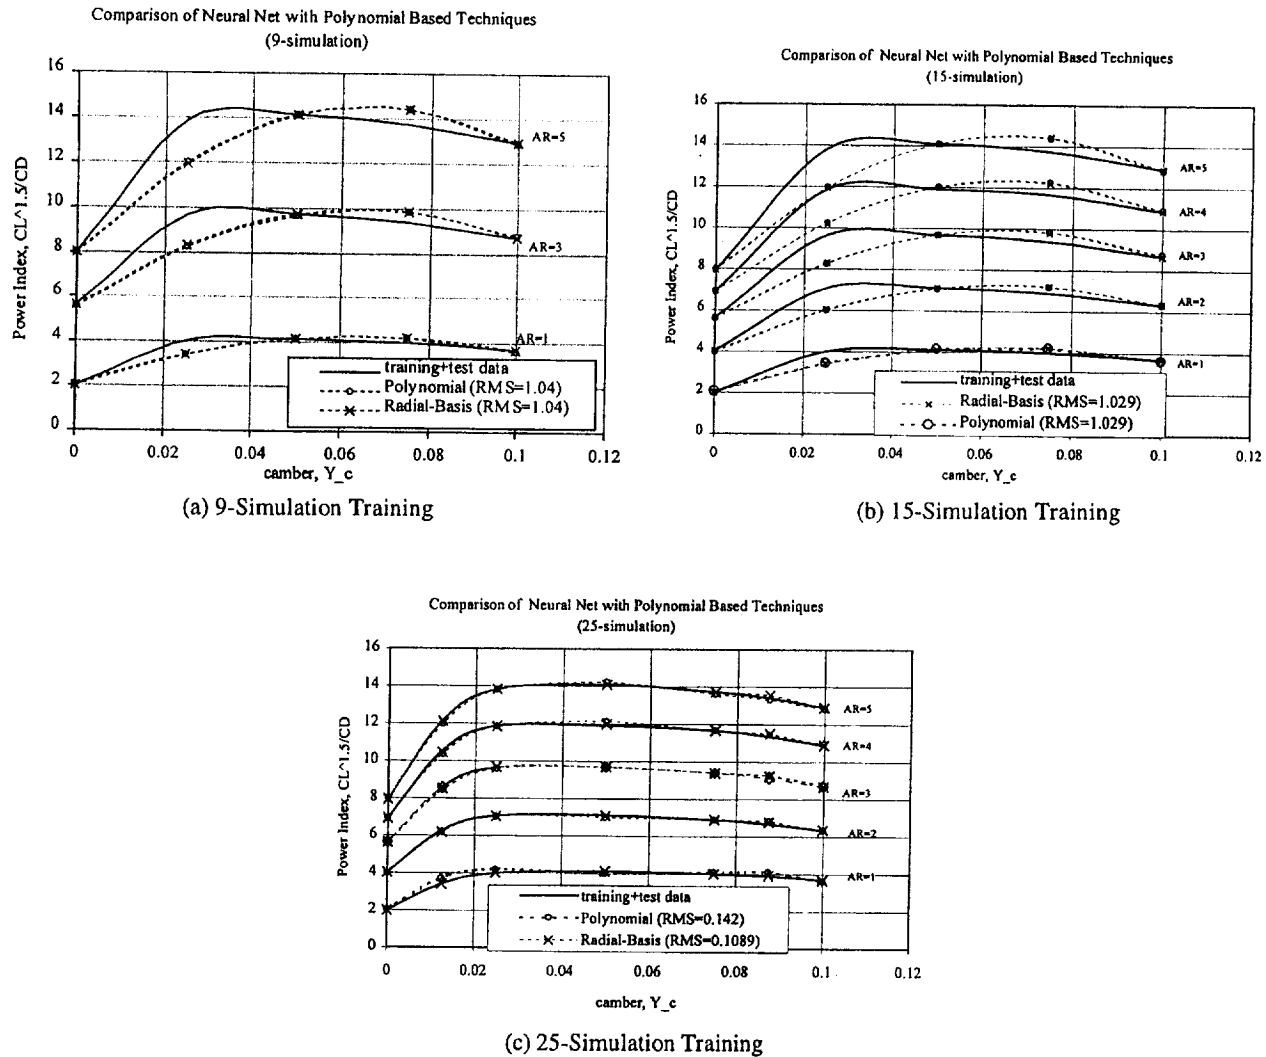 Comparison of Neural Net with Polynomial Based Techniques
(9-simulation)
Power Index, CL^1.5/CD
16
14
12
10
8
6
4
2
0
AR=5
AR=3
AR=1
training+test data
Polynomial (RMS=1.04)
Radial-Basis (RMS=1.04)
0
0.02
0.04
0.06
0.08
0.1
0.12
camber, Y_c
(a) 9-Simulation Training
Comparison of Neural Net with Polynomial Based Techniques
(15-simulation)
Power Index, CL^1.5/CD
16
14
12
10
8
6
4
2
0
AR=5
AR=4
AR=3
AR=2
AR=1
training+test data
Radial-Basis (RMS=1.029)
Polynomial (RMS=1.029)
0
0.02
0.04
0.06
0.08
0.1
0.12
camber, Y_c
(b) 15-Simulation Training
Comparison of Neural Net with Polynomial Based Techniques
(25-simulation)
Power Index, CL^1.5/CD
16
14
12
10
8
6
4
2
0
AR=5
AR=4
AR=3
AR=2
AR=1
training+test data
Polynomial (RMS=0.142)
Radial-Basis (RMS=0.1089)
0
0.02
0.04
0.06
0.08
0.1
0.12
camber, Y_c
(c) 25-Simulation Training